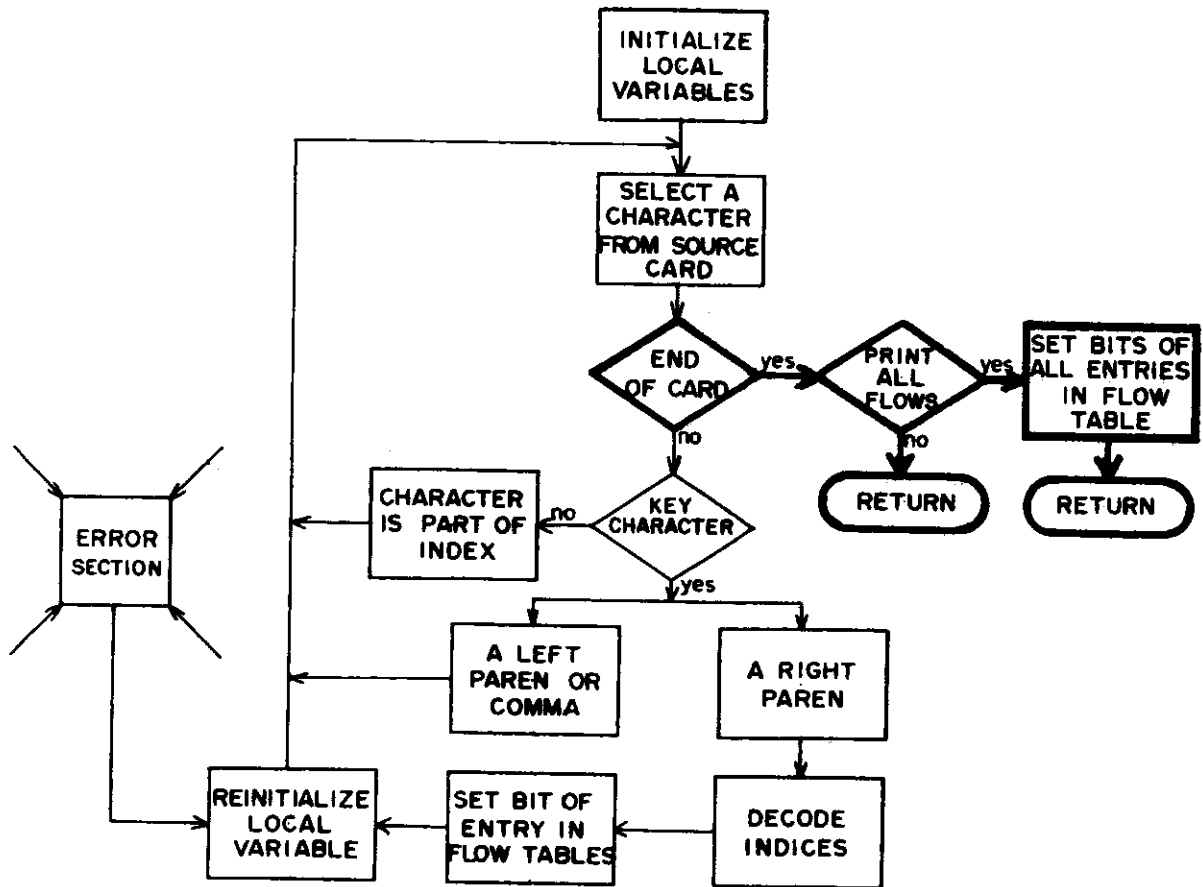 INITIALIZE
LOCAL
VARIABLES
SELECT A
CHARACTER
FROM SOURCE
CARD
END
OF CARD
yes
PRINT
ALL
FLOWS
yes
SET BITS OF
ALL ENTRIES
IN FLOW
TABLE
no
no
RETURN
RETURN
KEY
CHARACTER
no
CHARACTER
IS PART OF
INDEX
ERROR
SECTION
yes
A LEFT
PAREN OR
COMMA
A RIGHT
PAREN
REINITIALIZE
LOCAL
VARIABLE
SET BIT OF
ENTRY IN
FLOW TABLES
DECODE
INDICES